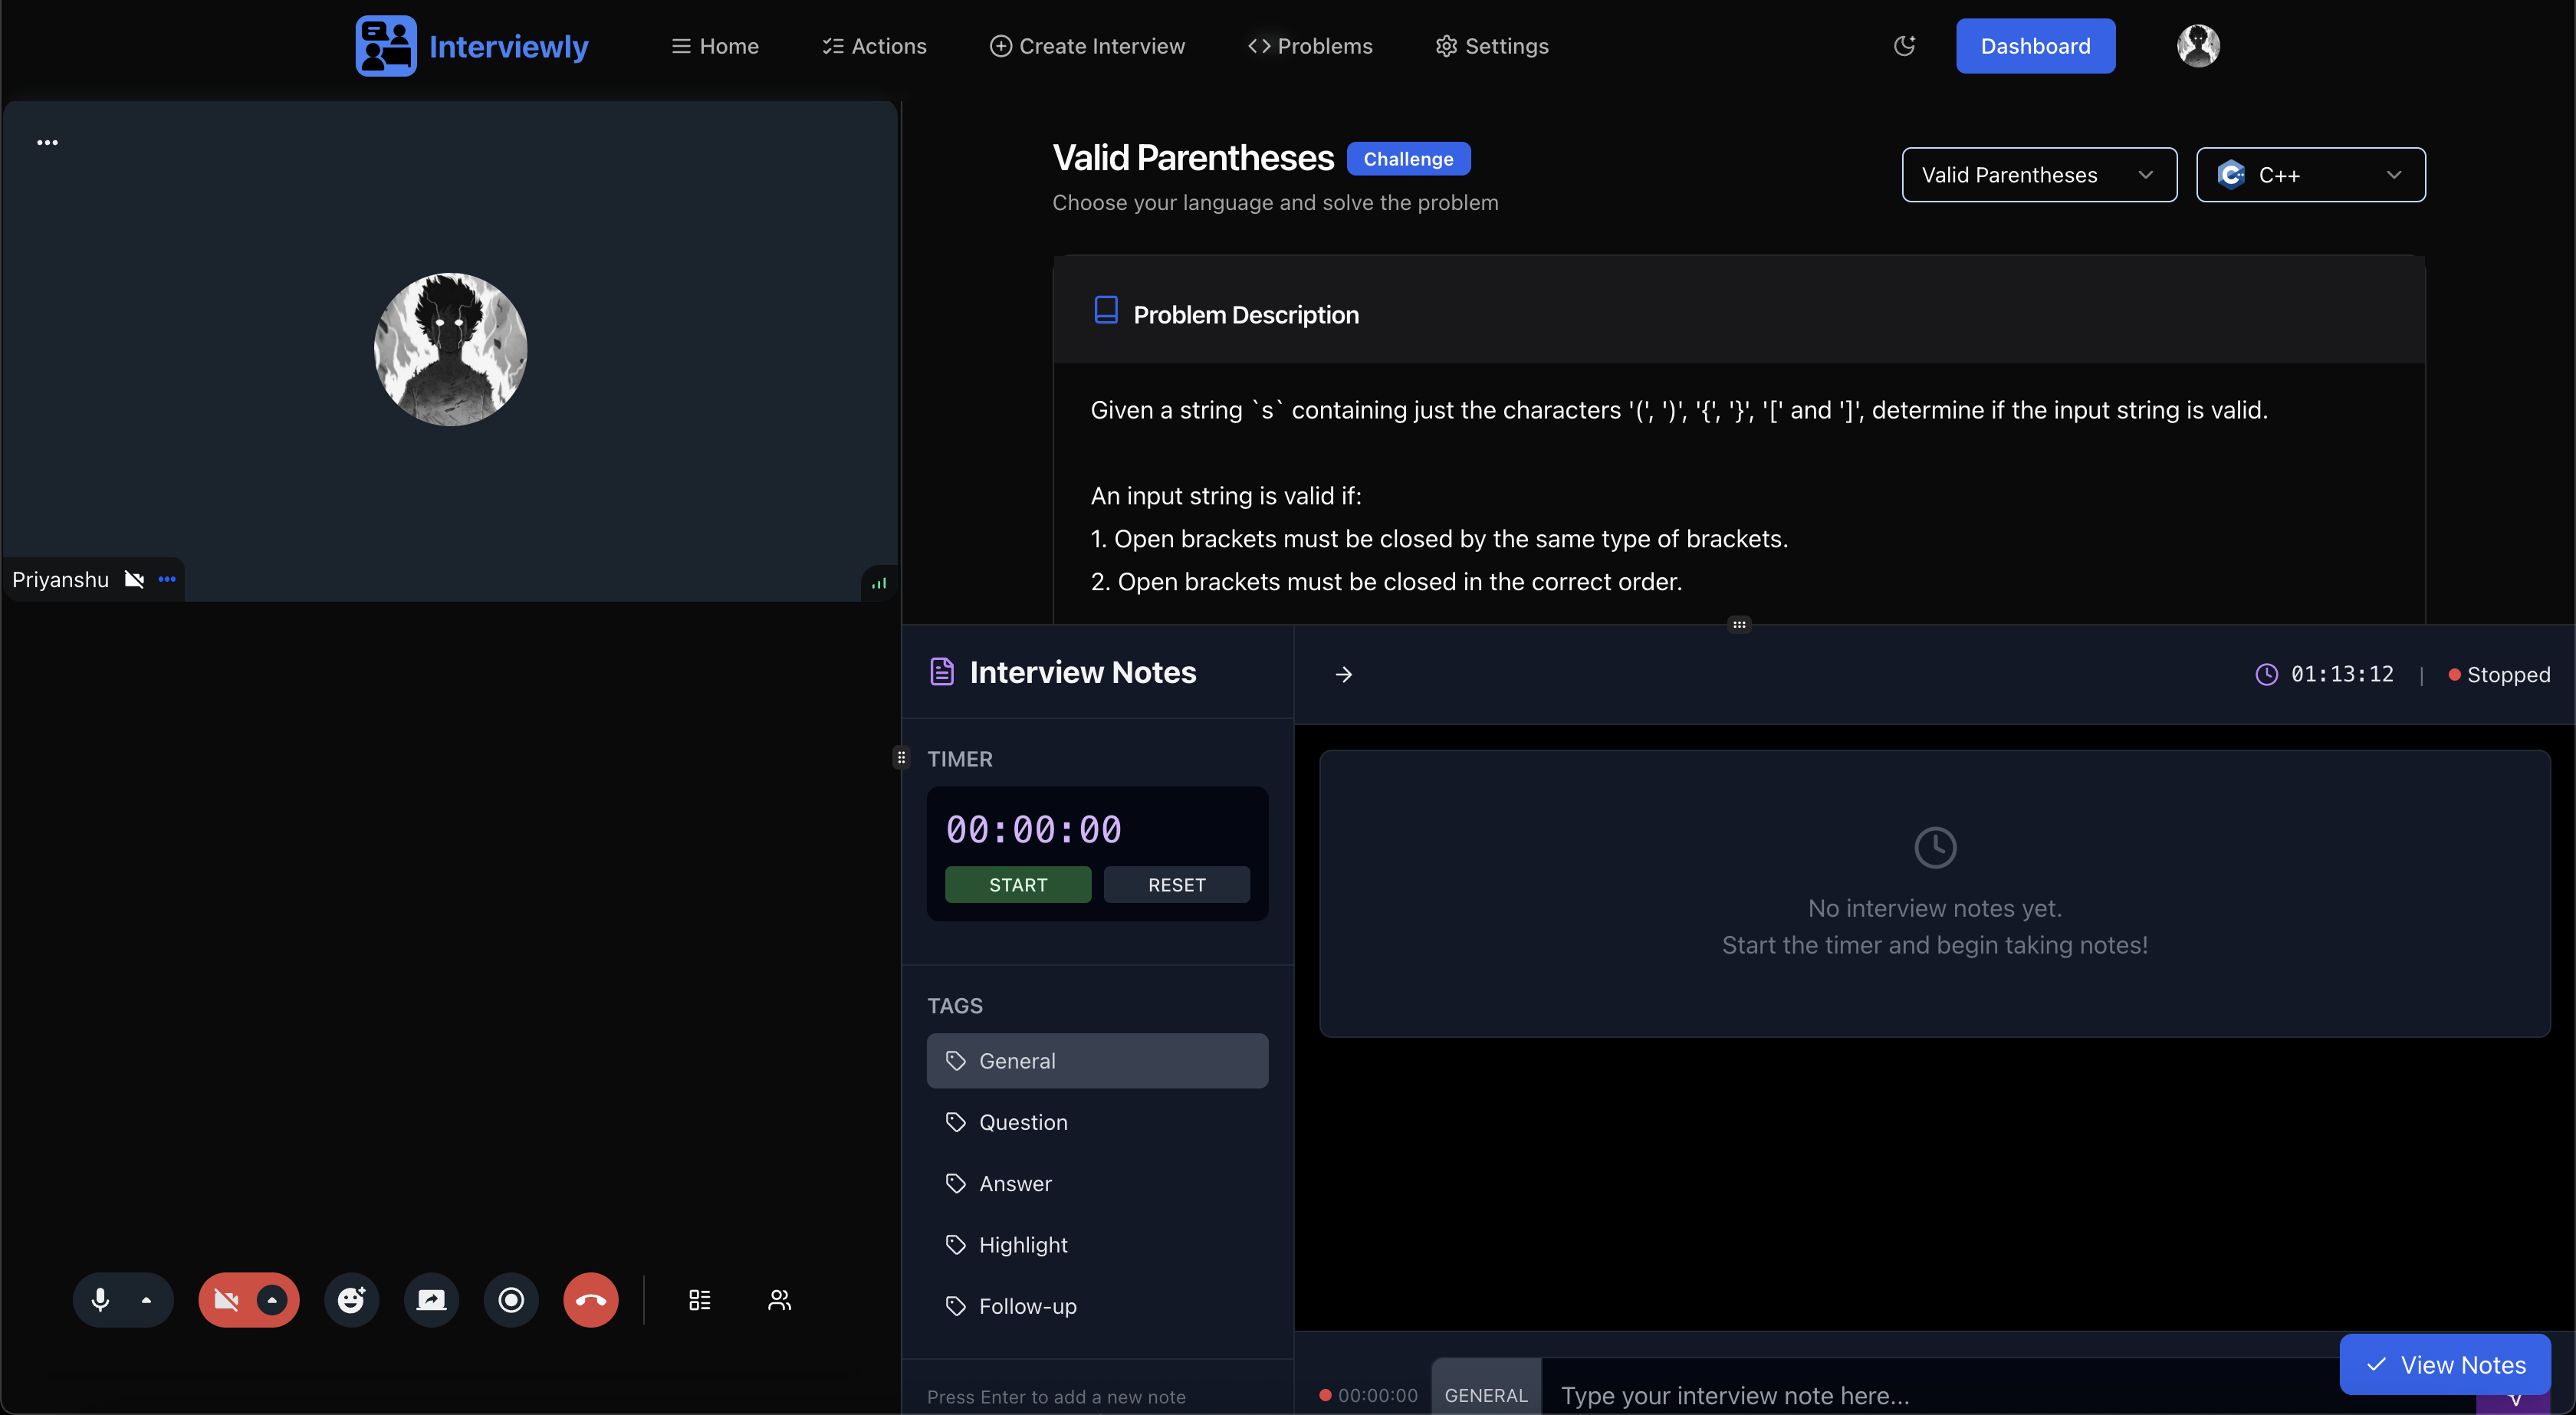 Interviewly
Home
Actions
Create Interview
Problems
Settings
Dashboard
Priyanshu
Valid Parentheses
Challenge
Choose your language and solve the problem
Valid Parentheses
C++
Problem Description
Given a string `s` containing just the characters '(', ')', '{', '}', '[' and ']', determine if the input string is valid.
An input string is valid if:
1. Open brackets must be closed by the same type of brackets.
2. Open brackets must be closed in the correct order.
Interview Notes
01:13:12 | Stopped
TIMER
00:00:00
START
RESET
TAGS
General
Question
Answer
Highlight
Follow-up
Press Enter to add a new note
No interview notes yet.
Start the timer and begin taking notes!
00:00:00
GENERAL
Type your interview note here...
View Notes